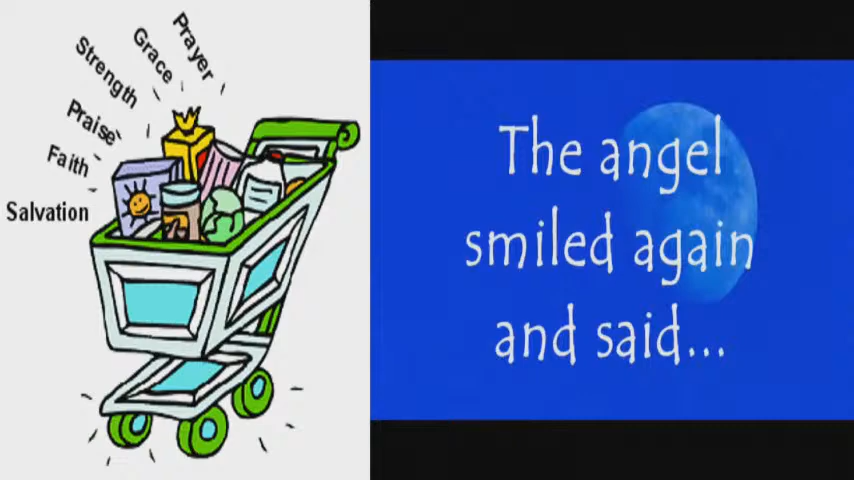 Prayer
Grace
Strength
Praise
Faith
Salvation
The angel
smiled again
and said...